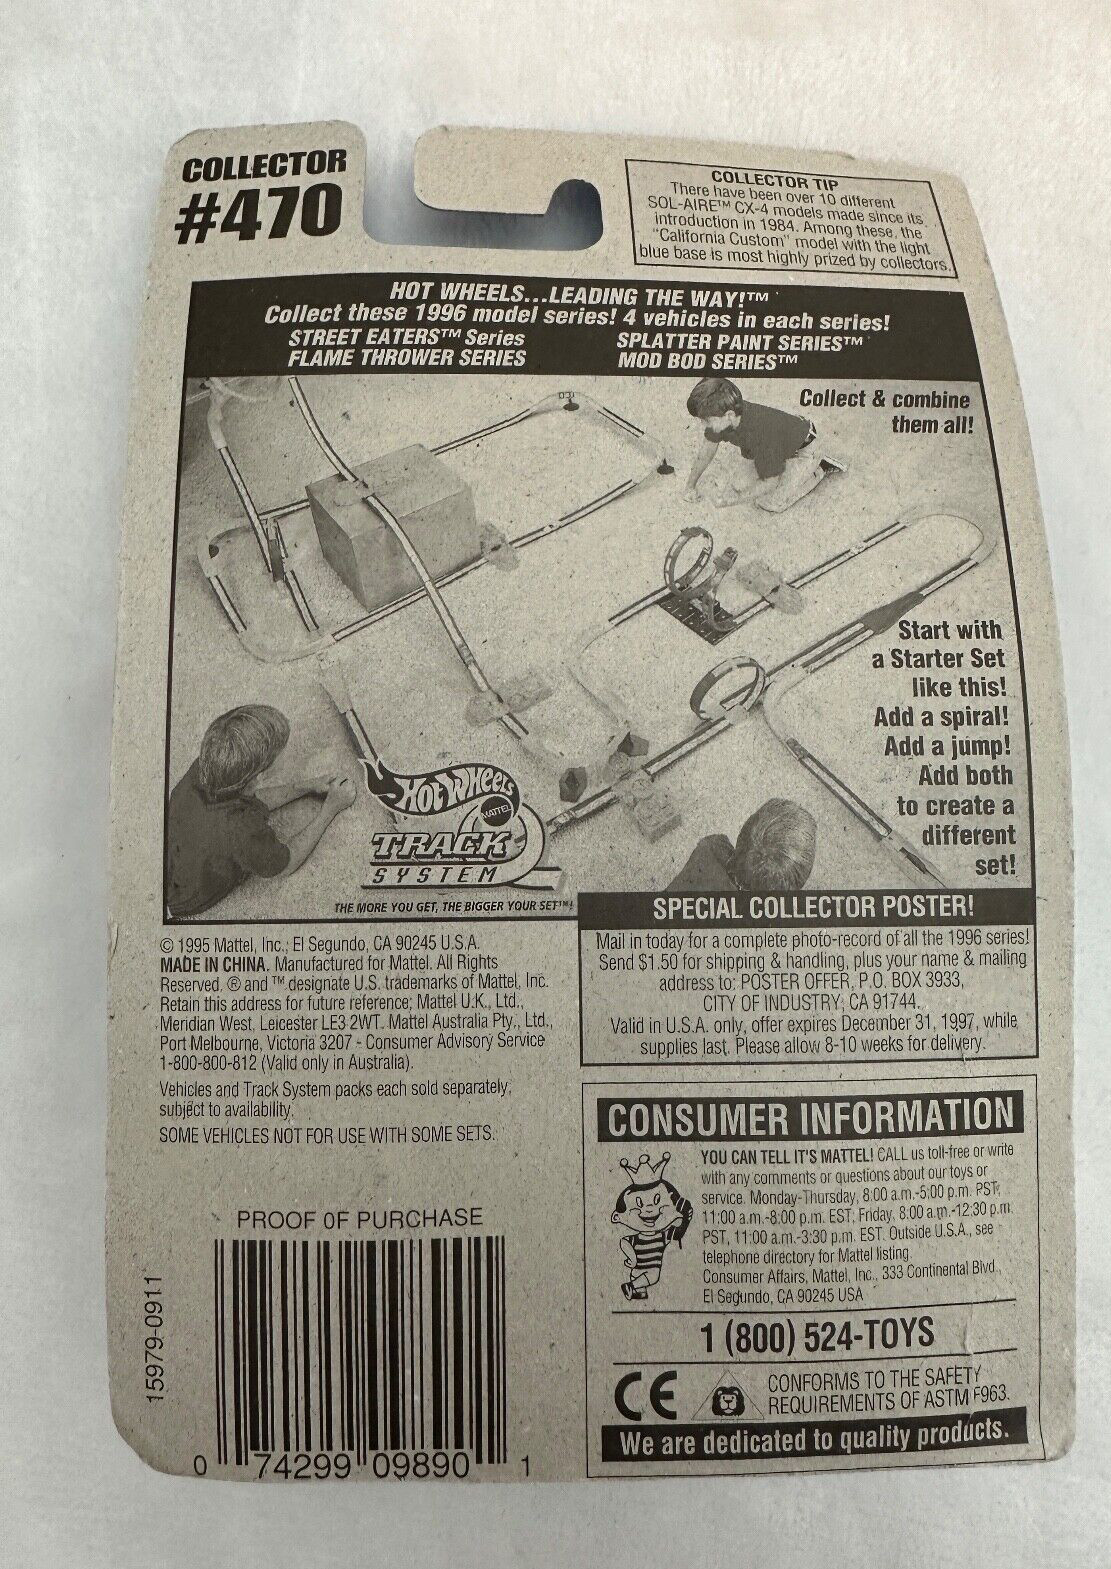 COLLECTOR
#470
COLLECTOR TIP
There have been over 10 different
SOL-AIRE™ CX-4 models made since its
introduction in 1984. Among these, the
"California Custom" model with the light
blue base is most highly prized by collectors.
HOT WHEELS...LEADING THE WAY!™
Collect these 1996 model series! 4 vehicles in each series!
STREET EATERS™ Series
FLAME THROWER SERIES
SPLATTER PAINT SERIES™
MOD BOD SERIES™
Collect & combine
them all!
Start with
a Starter Set
like this!
Add a spiral!
Add a jump!
Add both
to create a
different
set!
Hot Wheels
MATTEL
TRACK
SYSTEM
THE MORE YOU GET, THE BIGGER YOUR SET™!
© 1995 Mattel, Inc.; El Segundo, CA 90245 U.S.A.
MADE IN CHINA. Manufactured for Mattel. All Rights
Reserved. ® and ™ designate U.S. trademarks of Mattel, Inc.
Retain this address for future reference: Mattel U.K., Ltd.,
Meridian West, Leicester LE3 2WT. Mattel Australia Pty., Ltd.,
Port Melbourne, Victoria 3207 - Consumer Advisory Service
1-800-800-812 (Valid only in Australia).
Vehicles and Track System packs each sold separately,
subject to availability.
SOME VEHICLES NOT FOR USE WITH SOME SETS.
SPECIAL COLLECTOR POSTER!
Mail in today for a complete photo-record of all the 1996 series!
Send $1.50 for shipping & handling, plus your name & mailing
address to: POSTER OFFER, P.O. BOX 3933,
CITY OF INDUSTRY, CA 91744.
Valid in U.S.A. only, offer expires December 31, 1997, while
supplies last. Please allow 8-10 weeks for delivery.
CONSUMER INFORMATION
YOU CAN TELL IT'S MATTEL! CALL us toll-free or write
with any comments or questions about our toys or
service. Monday-Thursday, 8:00 a.m.-5:00 p.m. PST,
11:00 a.m.-8:00 p.m. EST, Friday, 8:00 a.m.-12:30 p.m.
PST, 11:00 a.m.-3:30 p.m. EST. Outside U.S.A., see
telephone directory for Mattel listing.
Consumer Affairs, Mattel, Inc., 333 Continental Blvd.,
El Segundo, CA 90245 USA
1 (800) 524-TOYS
CE
CONFORMS TO THE SAFETY
REQUIREMENTS OF ASTM F963.
We are dedicated to quality products.
PROOF OF PURCHASE
15979-0911
0 74299 09890 1